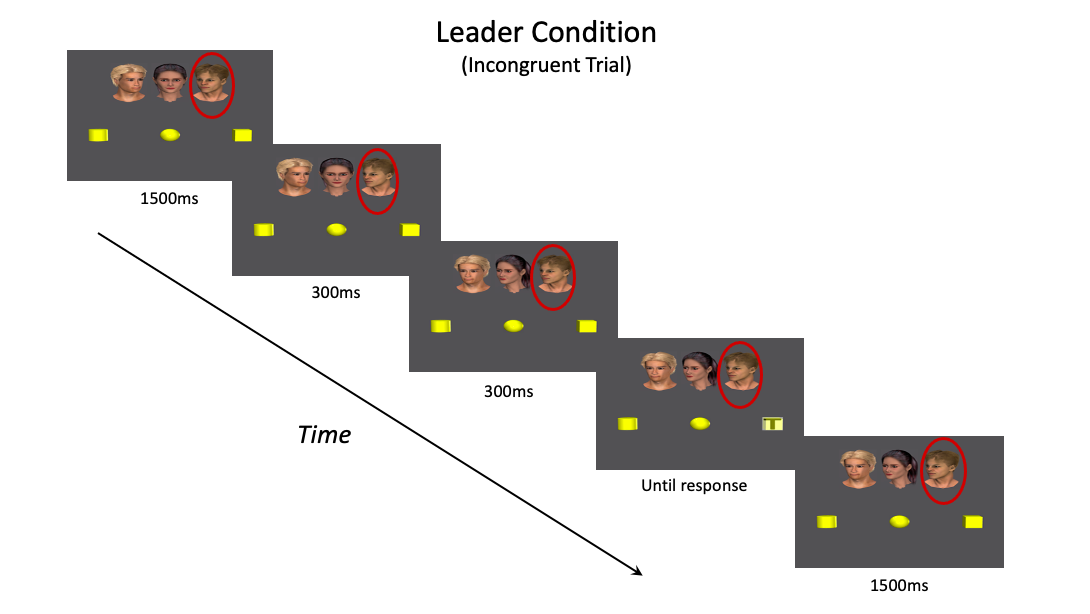 Leader Condition
(Incongruent Trial)
1500ms
300ms
300ms
Time
T
Until response
1500ms